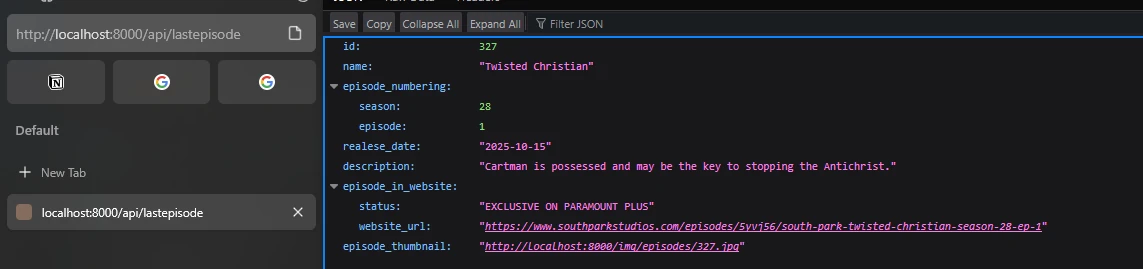 http://localhost:8000/api/lastepisode
Default
New Tab
localhost:8000/api/lastepisode
Save Copy Collapse All Expand All Filter JSON
id: 327
name: "Twisted Christian"
episode_numbering:
season: 28
episode: 1
realese_date: "2025-10-15"
description: "Cartman is possessed and may be the key to stopping the Antichrist."
episode_in_website:
status: "EXCLUSIVE ON PARAMOUNT PLUS"
website_url: "https://www.southparkstudios.com/episodes/5yvj56/south-park-twisted-christian-season-28-ep-1"
episode_thumbnail: "http://localhost:8000/img/episodes/327.jpg"